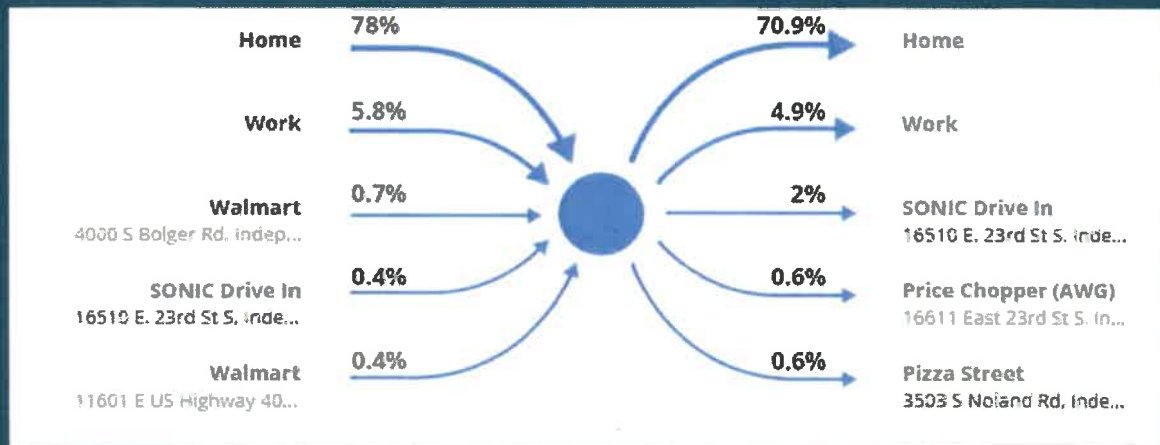 Home
78%
Work
5.8%
Walmart
4000 S Bolger Rd, Indep...
0.7%
SONIC Drive In
16510 E. 23rd St S, Inde...
0.4%
Walmart
11601 E US Highway 40...
0.4%
70.9%
Home
4.9%
Work
2%
SONIC Drive In
16510 E. 23rd St S, Inde...
0.6%
Price Chopper (AWG)
16611 East 23rd St S, In...
0.6%
Pizza Street
3503 S Noland Rd, Inde...